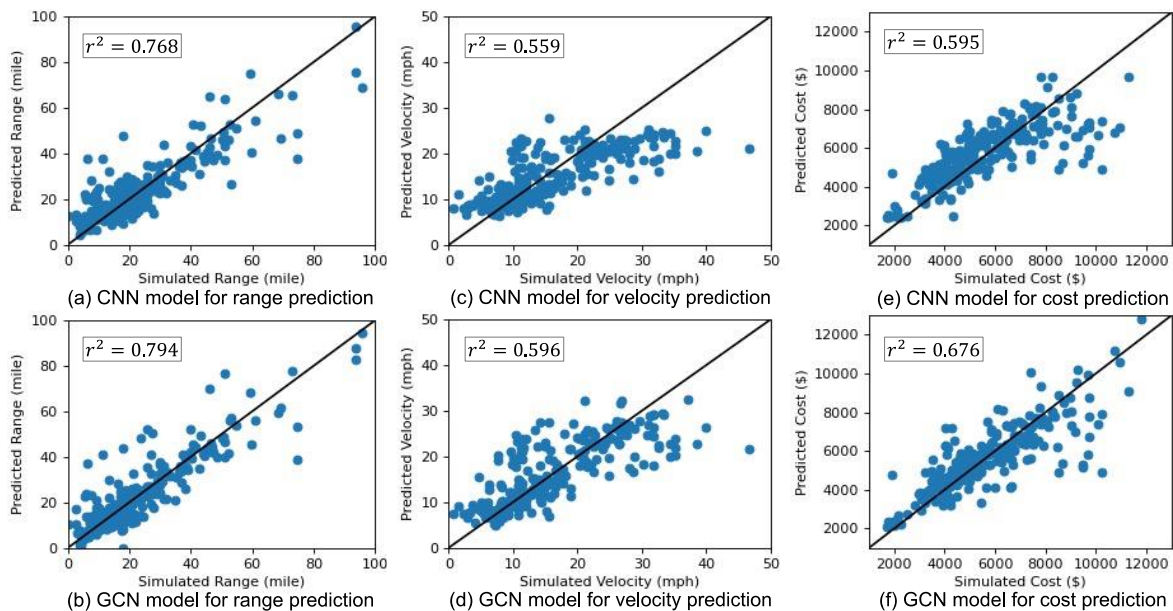 r² = 0.768
Predicted Range (mile)
100
80
60
40
20
0
0 20 40 60 80 100
Simulated Range (mile)
(a) CNN model for range prediction
r² = 0.559
Predicted Velocity (mph)
50
40
30
20
10
0
0 10 20 30 40 50
Simulated Velocity (mph)
(c) CNN model for velocity prediction
r² = 0.595
Predicted Cost ($)
12000
10000
8000
6000
4000
2000
2000 4000 6000 8000 10000 12000
Simulated Cost ($)
(e) CNN model for cost prediction
r² = 0.794
Predicted Range (mile)
100
80
60
40
20
0
0 20 40 60 80 100
Simulated Range (mile)
(b) GCN model for range prediction
r² = 0.596
Predicted Velocity (mph)
50
40
30
20
10
0
0 10 20 30 40 50
Simulated Velocity (mph)
(d) GCN model for velocity prediction
r² = 0.676
Predicted Cost ($)
12000
10000
8000
6000
4000
2000
2000 4000 6000 8000 10000 12000
Simulated Cost ($)
(f) GCN model for cost prediction